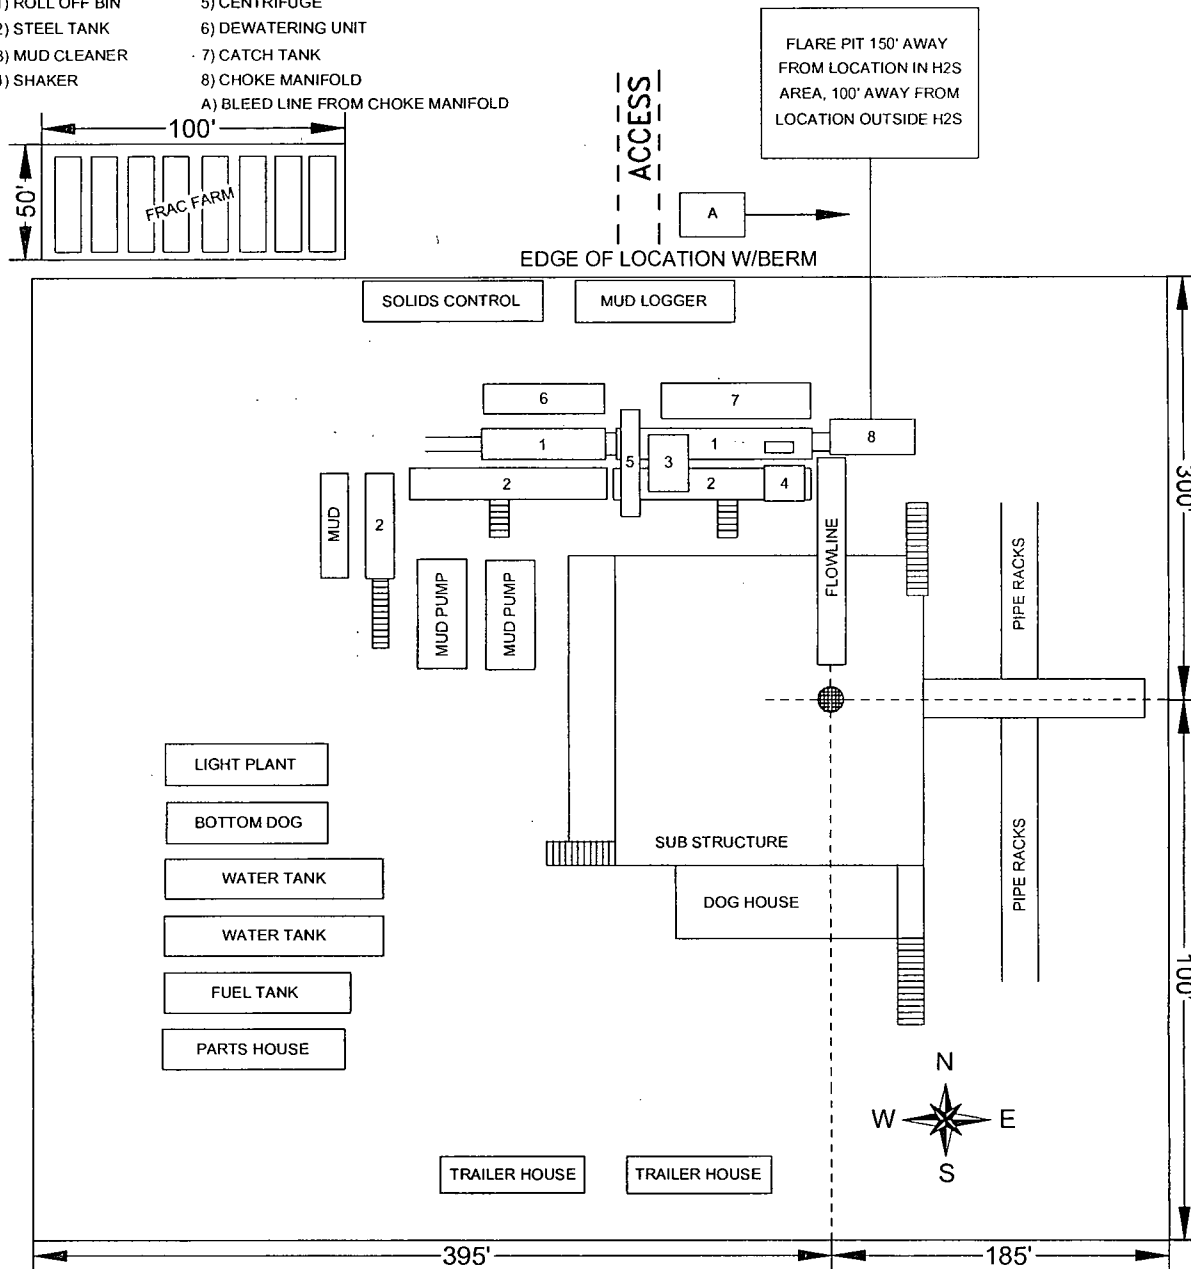 1) ROLL OFF BIN
5) CENTRIFUGE
2) STEEL TANK
6) DEWATERING UNIT
3) MUD CLEANER
7) CATCH TANK
4) SHAKER
8) CHOKE MANIFOLD
A) BLEED LINE FROM CHOKE MANIFOLD
FLARE PIT 150' AWAY
FROM LOCATION IN H2S
AREA, 100' AWAY FROM
LOCATION OUTSIDE H2S
100'
50'
FRAC FARM
ACCESS
A
EDGE OF LOCATION W/BERM
SOLIDS CONTROL
MUD LOGGER
6
7
1
1
8
5
3
2
2
4
MUD
2
MUD PUMP
MUD PUMP
FLOWLINE
PIPE RACKS
300'
LIGHT PLANT
BOTTOM DOG
WATER TANK
WATER TANK
FUEL TANK
PARTS HOUSE
SUB STRUCTURE
DOG HOUSE
PIPE RACKS
100'
N
W
E
S
TRAILER HOUSE
TRAILER HOUSE
395'
185'